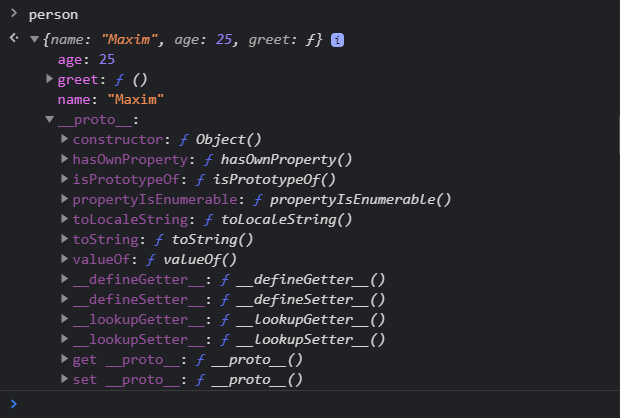 > person
{name: "Maxim", age: 25, greet: ƒ} i
age: 25
greet: ƒ ()
name: "Maxim"
__proto__:
constructor: ƒ Object()
hasOwnProperty: ƒ hasOwnProperty()
isPrototypeOf: ƒ isPrototypeOf()
propertyIsEnumerable: ƒ propertyIsEnumerable()
toLocaleString: ƒ toLocaleString()
toString: ƒ toString()
valueOf: ƒ valueOf()
__defineGetter__: ƒ __defineGetter__()
__defineSetter__: ƒ __defineSetter__()
__lookupGetter__: ƒ __lookupGetter__()
__lookupSetter__: ƒ __lookupSetter__()
get __proto__: ƒ __proto__()
set __proto__: ƒ __proto__()
>